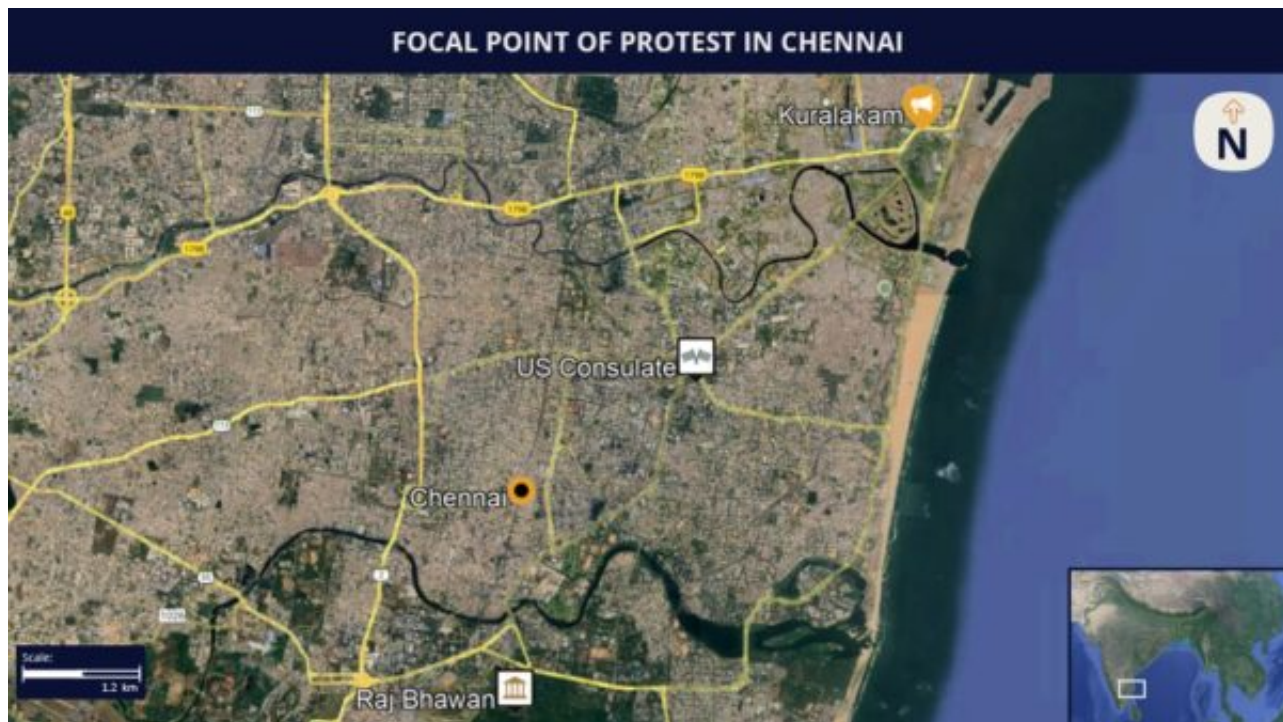 FOCAL POINT OF PROTEST IN CHENNAI
Kuralakam
N
US Consulate
Chennai
Scale:
1.2 km
Raj Bhawan